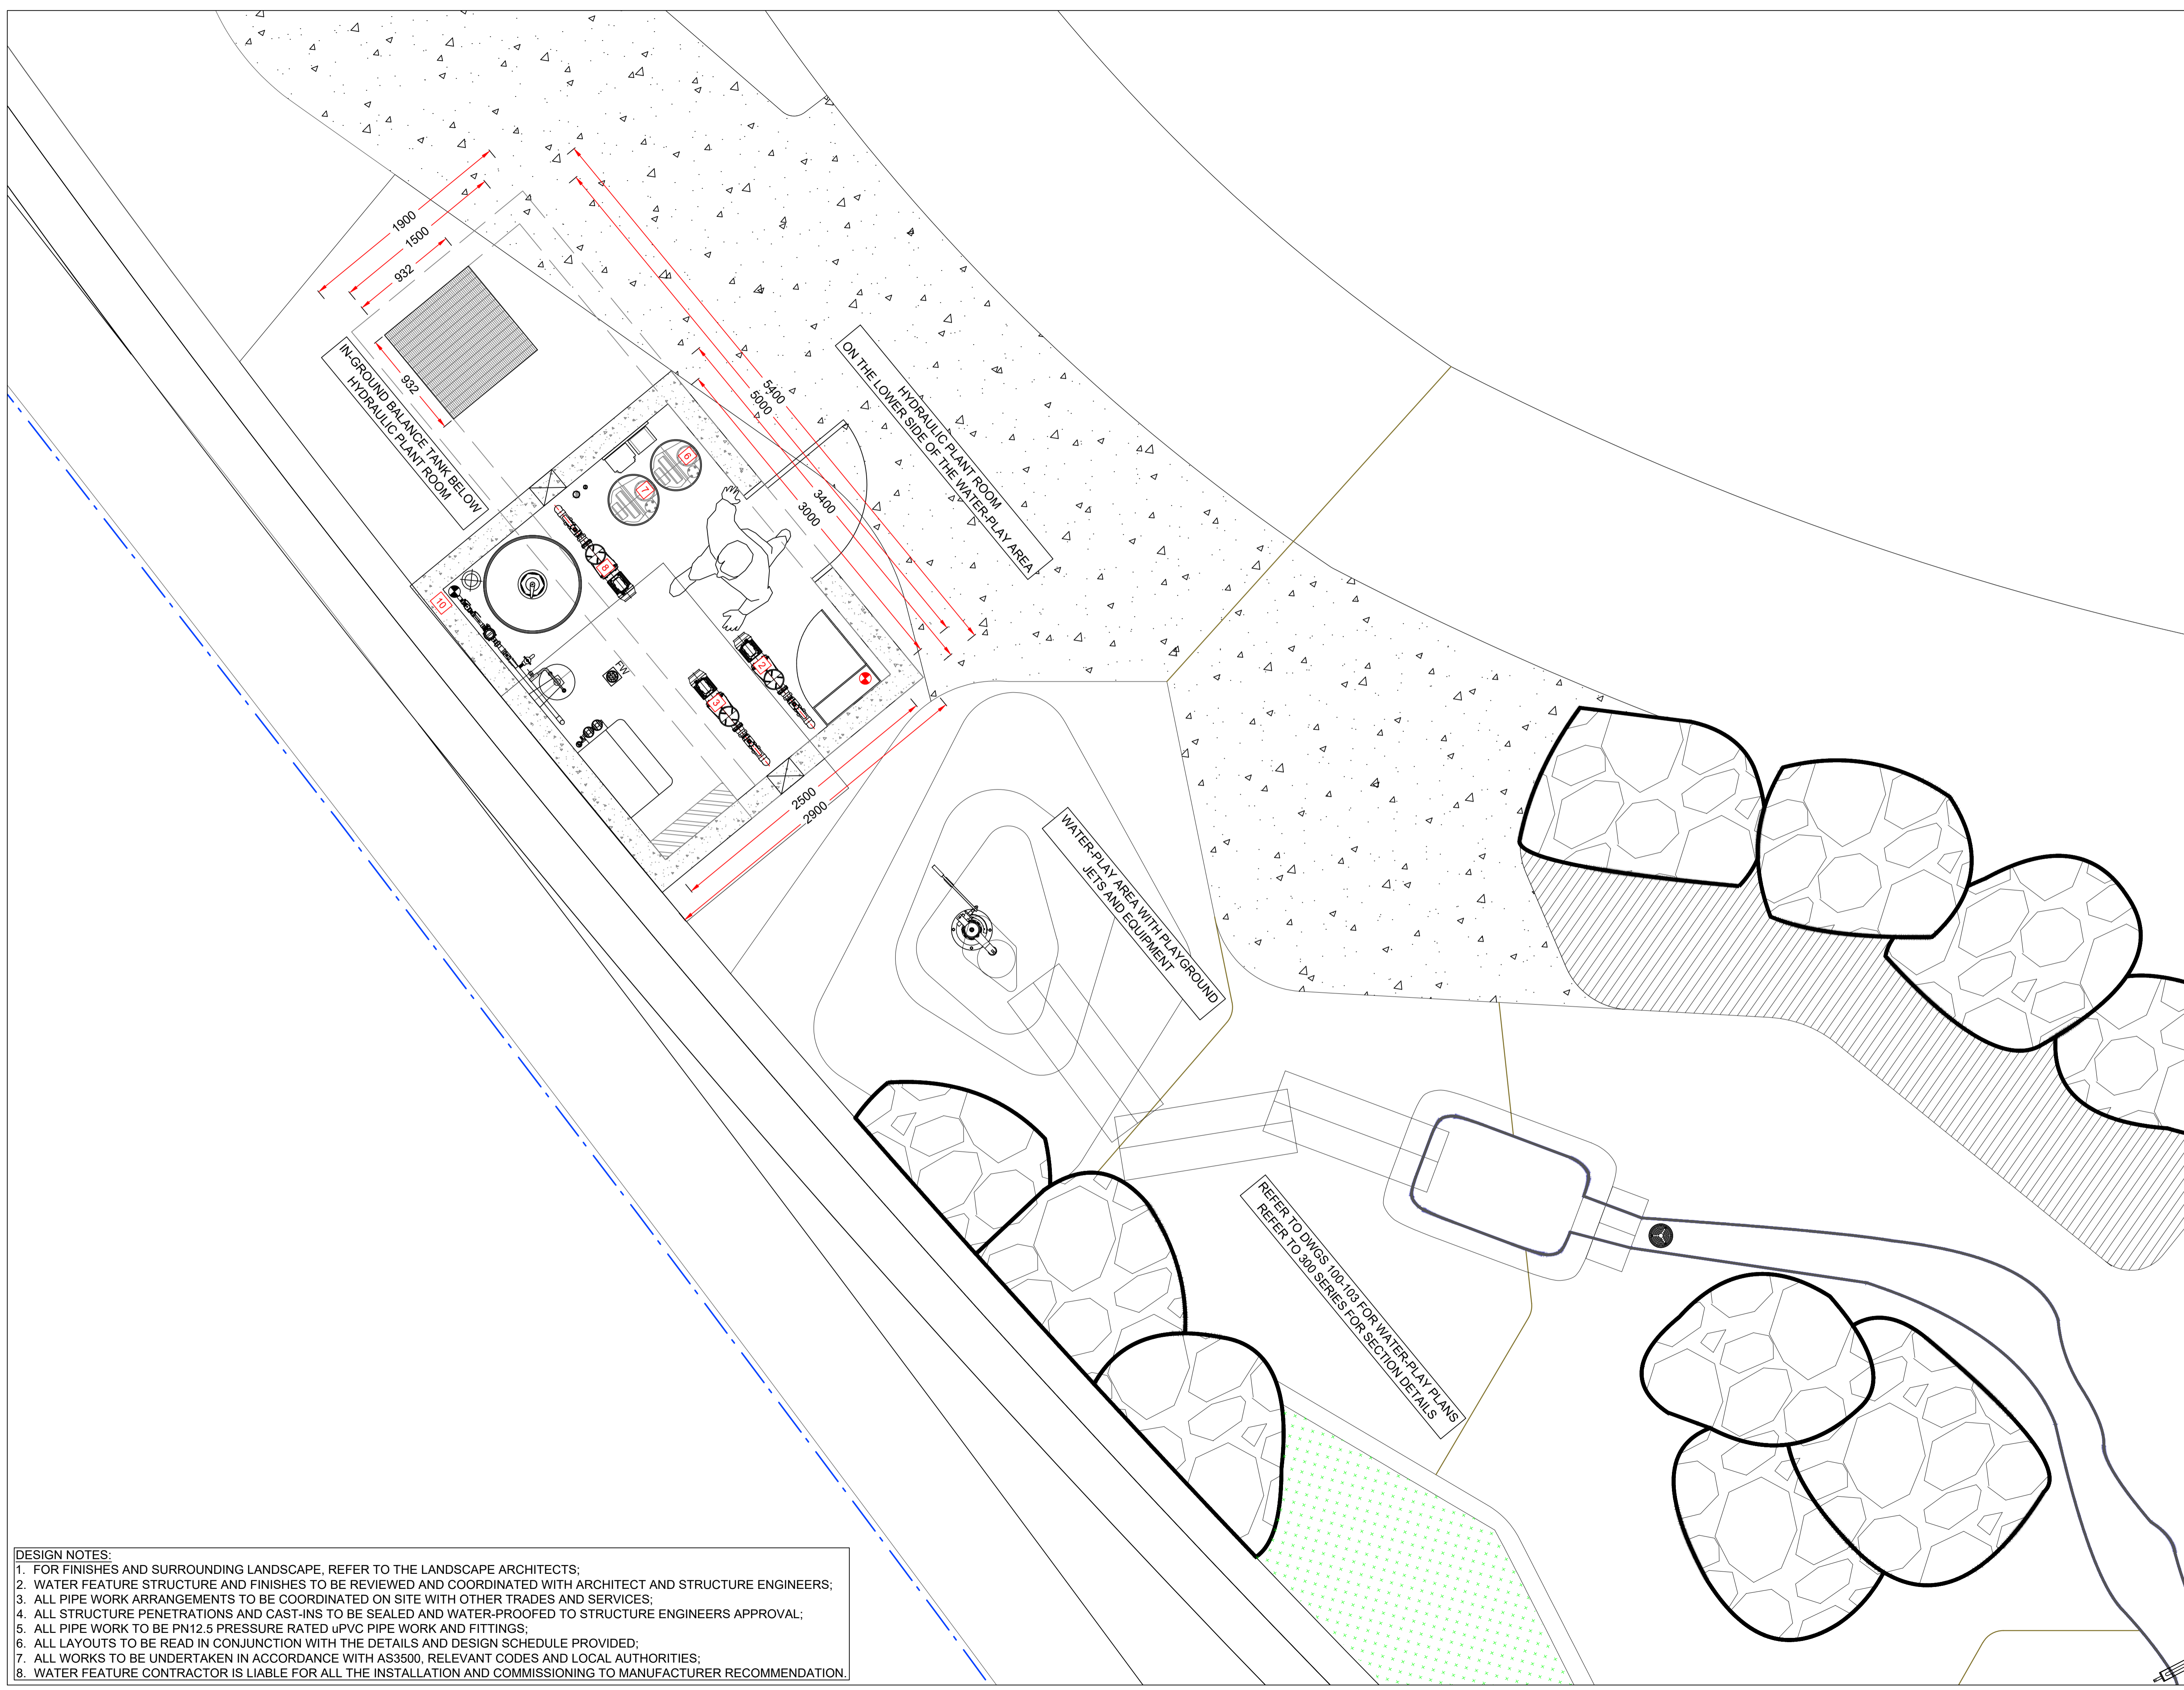 1900
1500
932
932
IN-GROUND BALANCE TANK BELOW
HYDRAULIC PLANT ROOM
5400
5000
3400
3000
HYDRAULIC PLANT ROOM
ON THE LOWER SIDE OF THE WATER-PLAY AREA
6
7
8
10
FW
2
3
2500
2900
WATER-PLAY AREA WITH PLAYGROUND
JETS AND EQUIPMENT
REFER TO DWGS 100-103 FOR WATER-PLAY PLANS
REFER TO 300 SERIES FOR SECTION DETAILS
DESIGN NOTES:
1. FOR FINISHES AND SURROUNDING LANDSCAPE, REFER TO THE LANDSCAPE ARCHITECTS;
2. WATER FEATURE STRUCTURE AND FINISHES TO BE REVIEWED AND COORDINATED WITH ARCHITECT AND STRUCTURE ENGINEERS;
3. ALL PIPE WORK ARRANGEMENTS TO BE COORDINATED ON SITE WITH OTHER TRADES AND SERVICES;
4. ALL STRUCTURE PENETRATIONS AND CAST-INS TO BE SEALED AND WATER-PROOFED TO STRUCTURE ENGINEERS APPROVAL;
5. ALL PIPE WORK TO BE PN12.5 PRESSURE RATED uPVC PIPE WORK AND FITTINGS;
6. ALL LAYOUTS TO BE READ IN CONJUNCTION WITH THE DETAILS AND DESIGN SCHEDULE PROVIDED;
7. ALL WORKS TO BE UNDERTAKEN IN ACCORDANCE WITH AS3500, RELEVANT CODES AND LOCAL AUTHORITIES;
8. WATER FEATURE CONTRACTOR IS LIABLE FOR ALL THE INSTALLATION AND COMMISSIONING TO MANUFACTURER RECOMMENDATION.